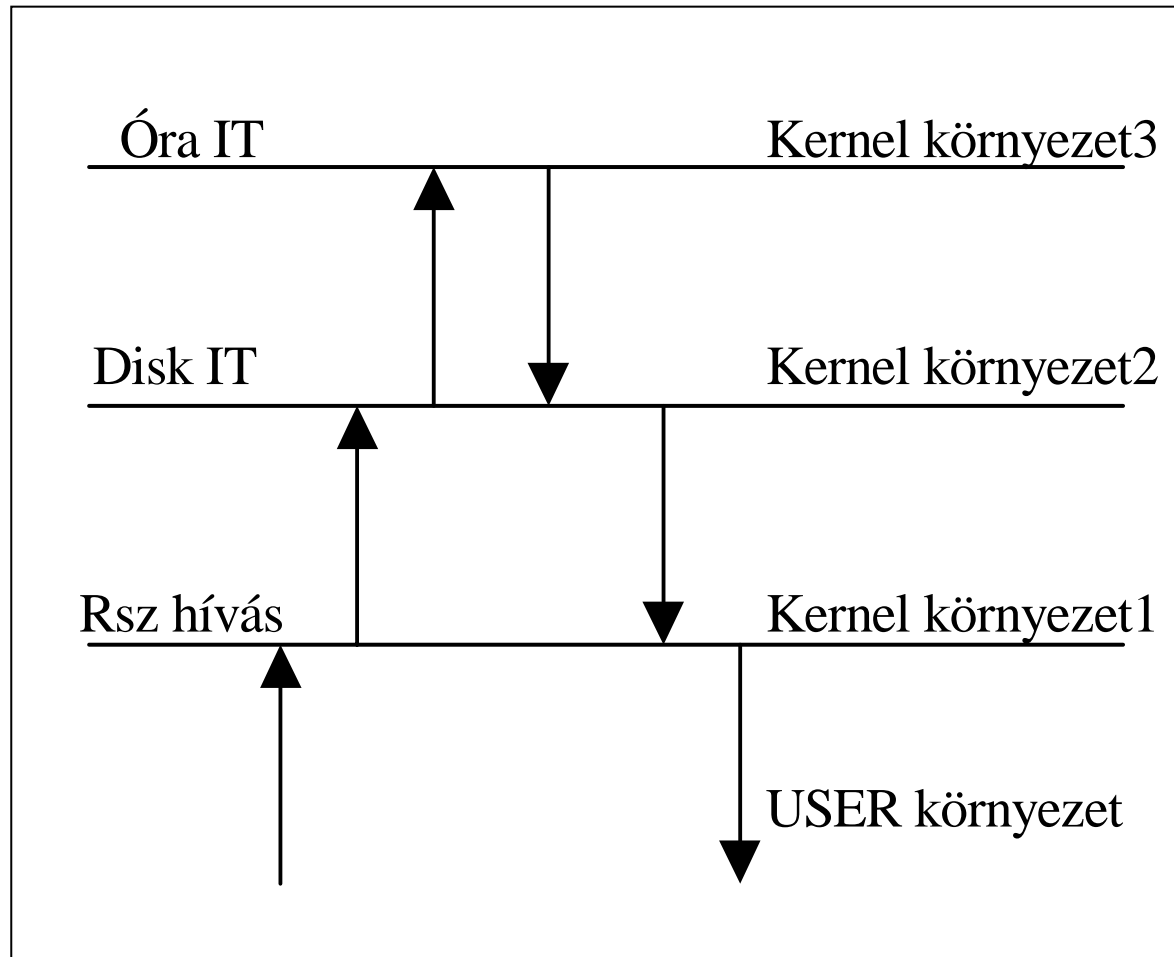 Óra IT Kernel környezet3
Disk IT Kernel környezet2
Rsz hívás Kernel környezet1
USER környezet